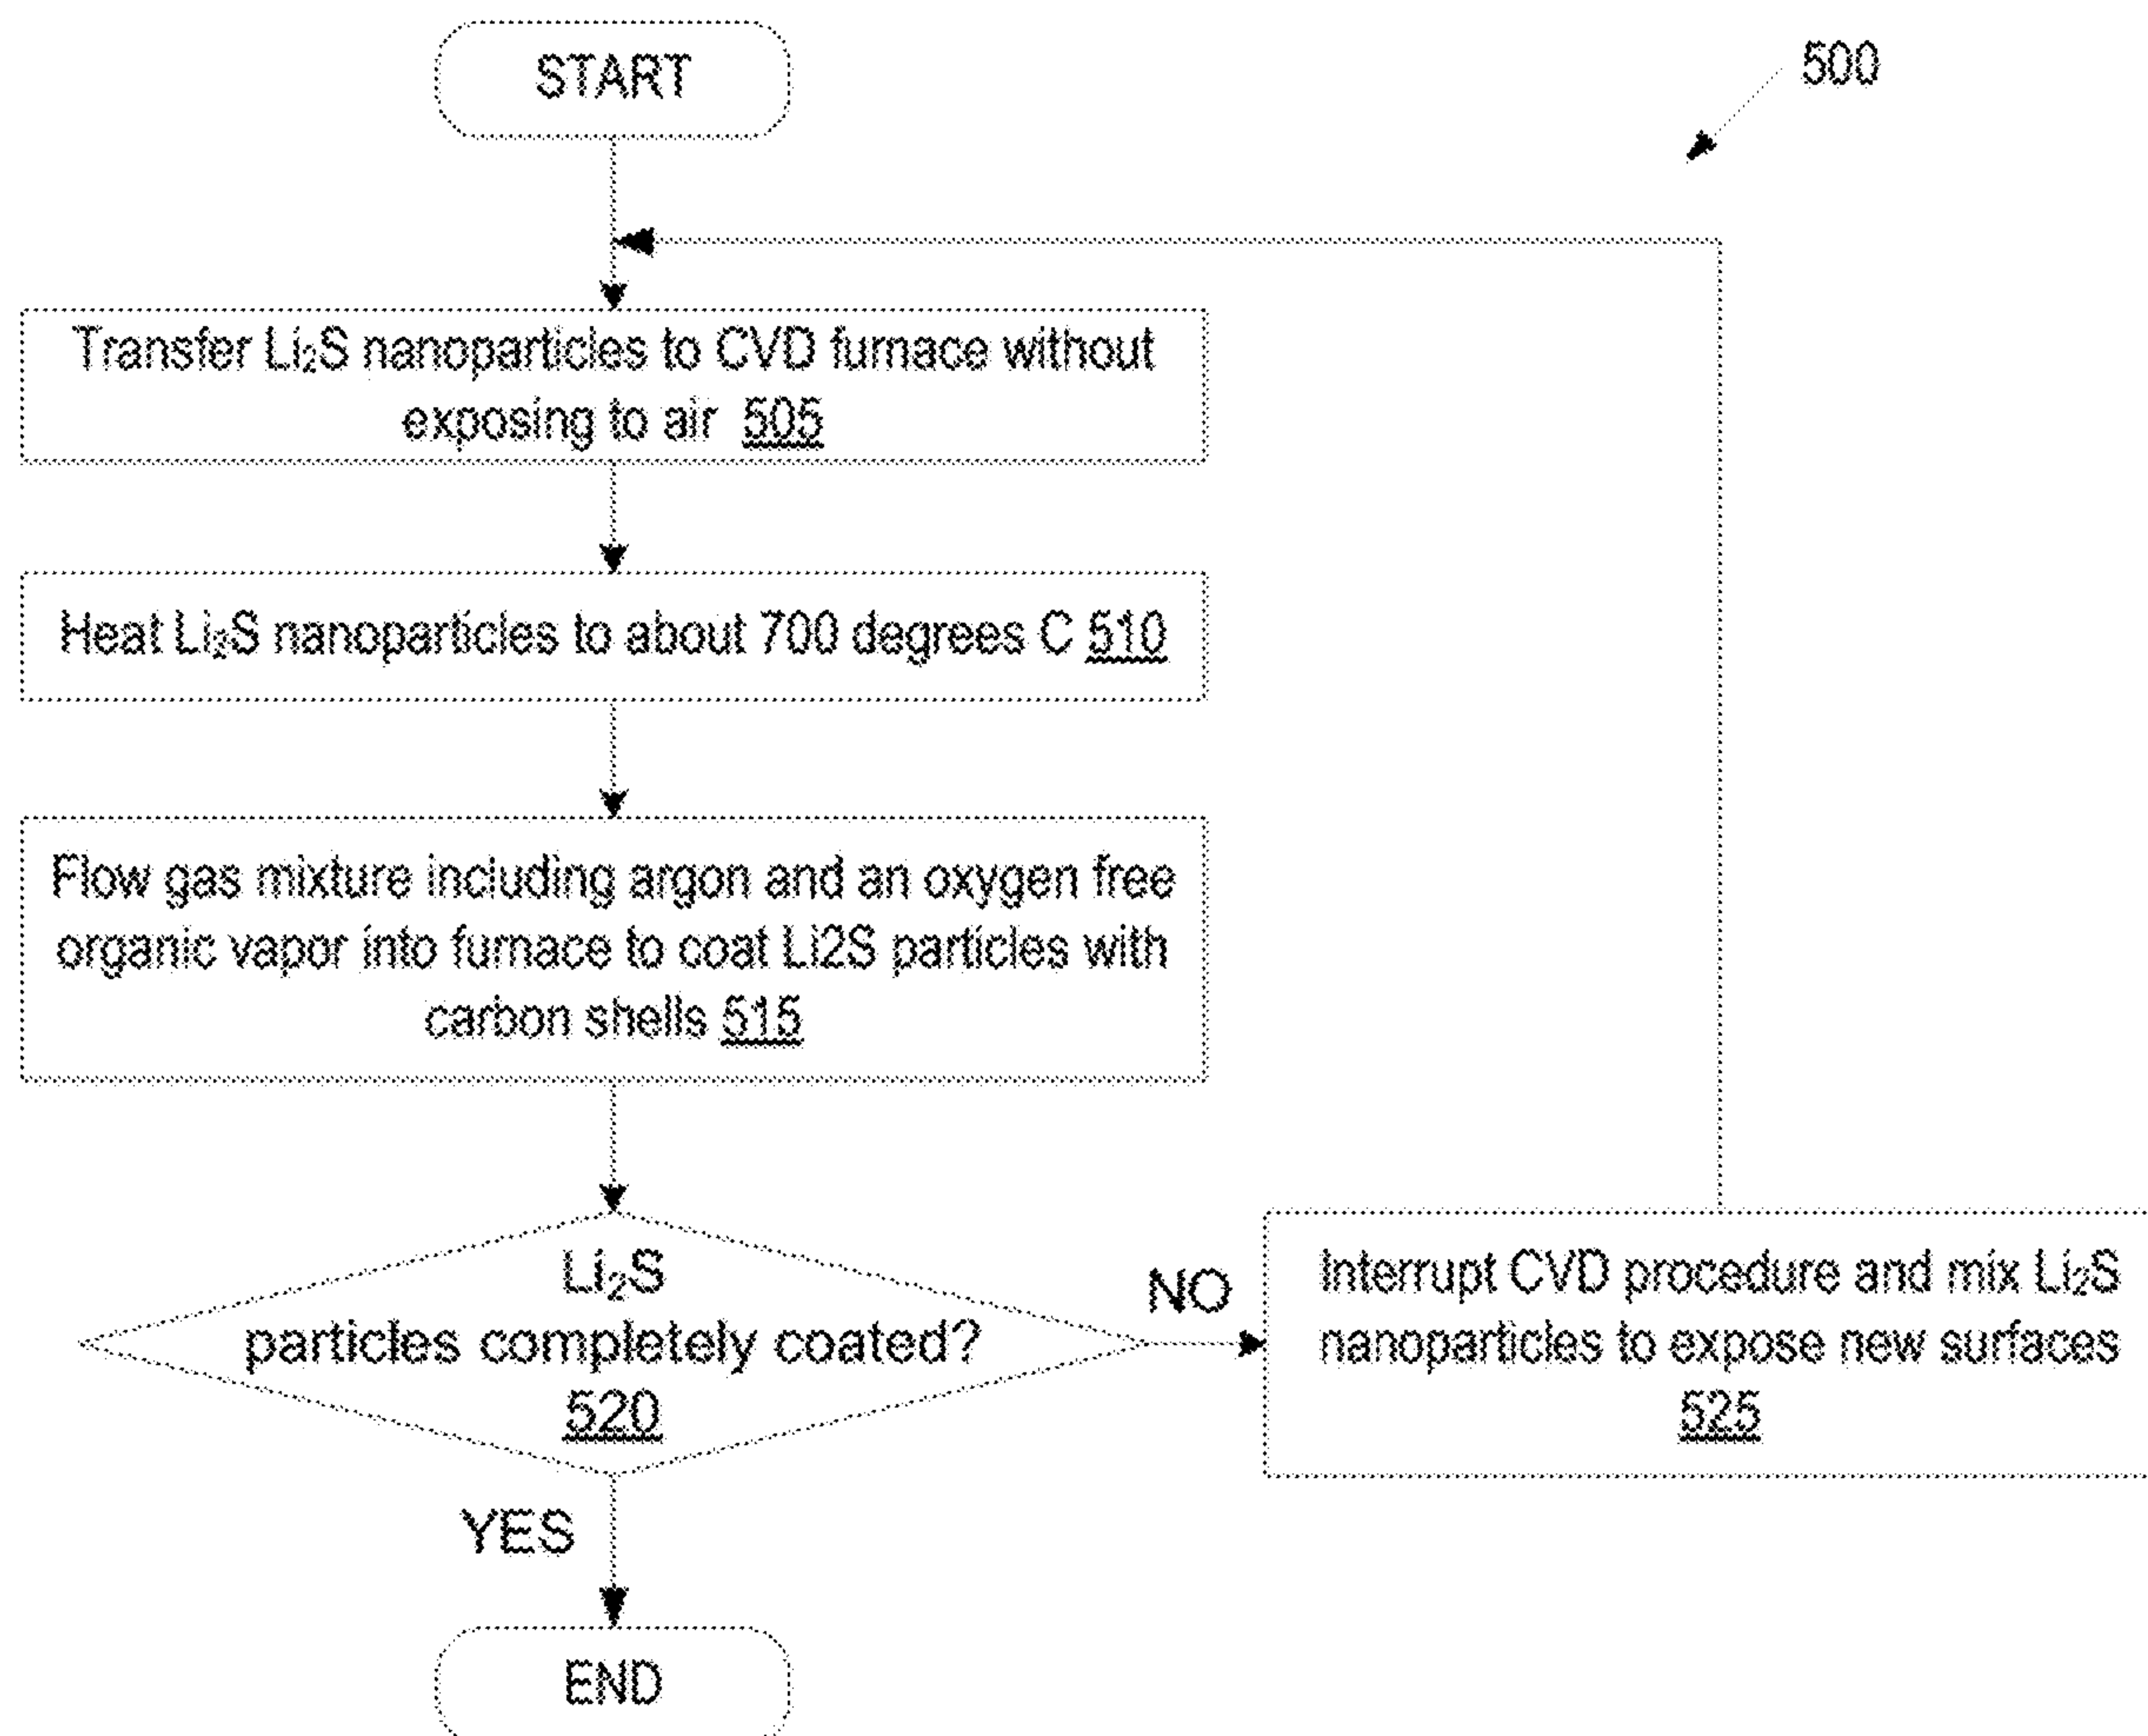 START
500
Transfer Li₂S nanoparticles to CVD furnace without
exposing to air 505
Heat Li₂S nanoparticles to about 700 degrees C 510
Flow gas mixture including argon and an oxygen free
organic vapor into furnace to coat Li2S particles with
carbon shells 515
Li₂S
particles completely coated?
520
NO
Interrupt CVD procedure and mix Li₂S
nanoparticles to expose new surfaces
525
YES
END